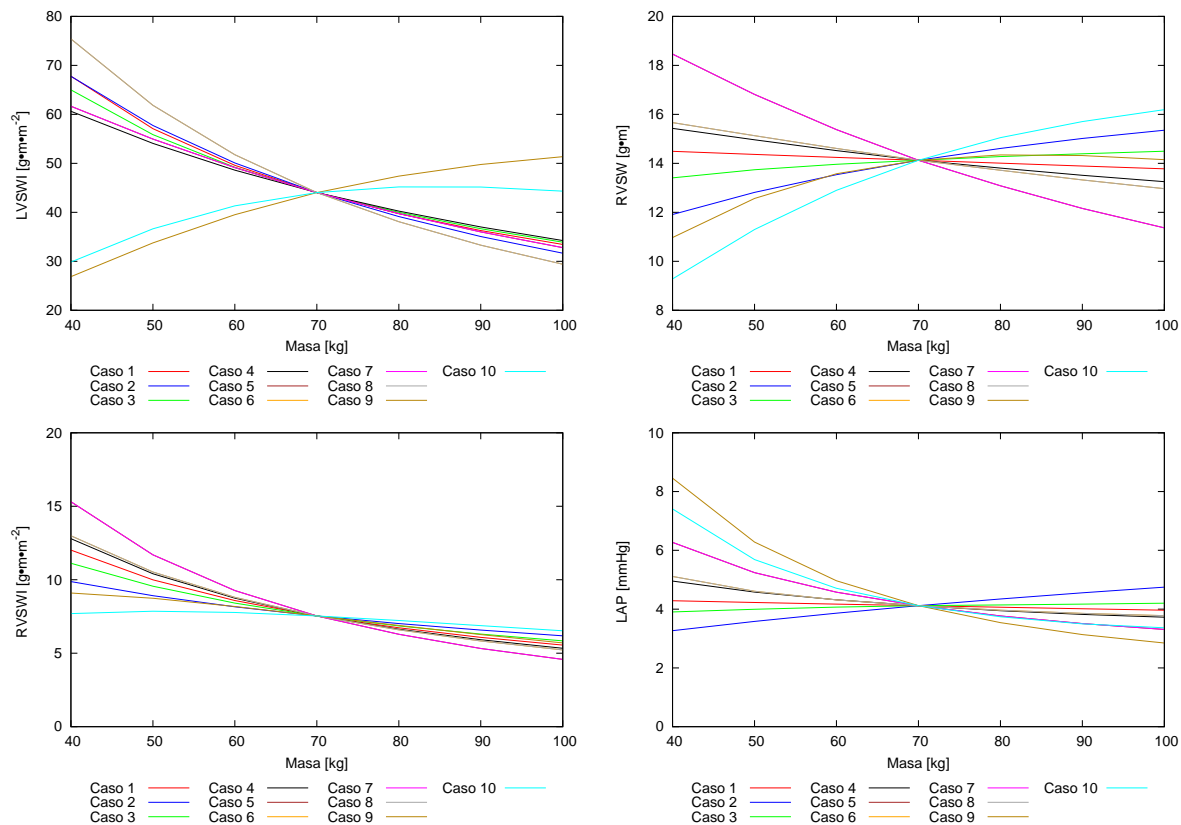 80
70
60
50
40
30
20
LVSWI [g•m•m-2]
40 50 60 70 80 90 100
Masa [kg]
Caso 1 Caso 4 Caso 7 Caso 10
Caso 2 Caso 5 Caso 8
Caso 3 Caso 6 Caso 9
20
18
16
14
12
10
8
RVSW [g•m]
40 50 60 70 80 90 100
Masa [kg]
Caso 1 Caso 4 Caso 7 Caso 10
Caso 2 Caso 5 Caso 8
Caso 3 Caso 6 Caso 9
20
15
10
5
0
RVSWI [g•m•m-2]
40 50 60 70 80 90 100
Masa [kg]
Caso 1 Caso 4 Caso 7 Caso 10
Caso 2 Caso 5 Caso 8
Caso 3 Caso 6 Caso 9
10
8
6
4
2
0
LAP [mmHg]
40 50 60 70 80 90 100
Masa [kg]
Caso 1 Caso 4 Caso 7 Caso 10
Caso 2 Caso 5 Caso 8
Caso 3 Caso 6 Caso 9